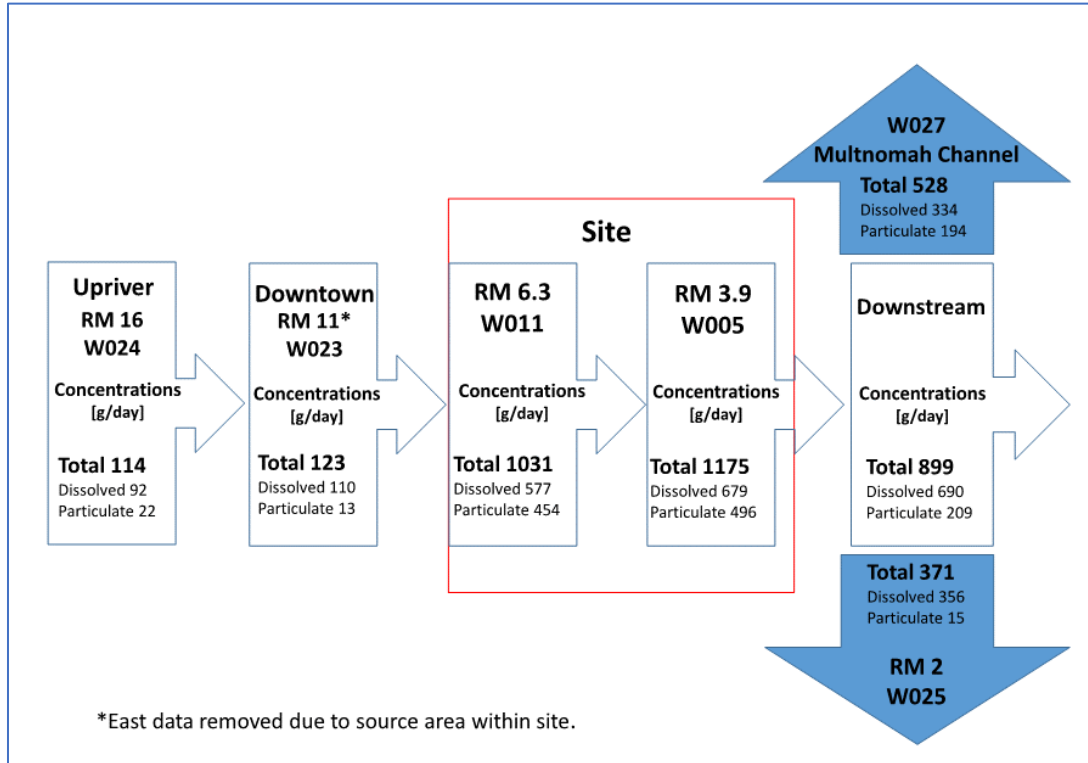 Upriver
RM 16
W024
Concentrations
[g/day]
Total 114
Dissolved 92
Particulate 22
Downtown
RM 11*
W023
Concentrations
[g/day]
Total 123
Dissolved 110
Particulate 13
Site
RM 6.3
W011
Concentrations
[g/day]
Total 1031
Dissolved 577
Particulate 454
RM 3.9
W005
Concentrations
[g/day]
Total 1175
Dissolved 679
Particulate 496
W027
Multnomah Channel
Total 528
Dissolved 334
Particulate 194
Downstream
Concentrations
[g/day]
Total 899
Dissolved 690
Particulate 209
Total 371
Dissolved 356
Particulate 15
RM 2
W025
*East data removed due to source area within site.